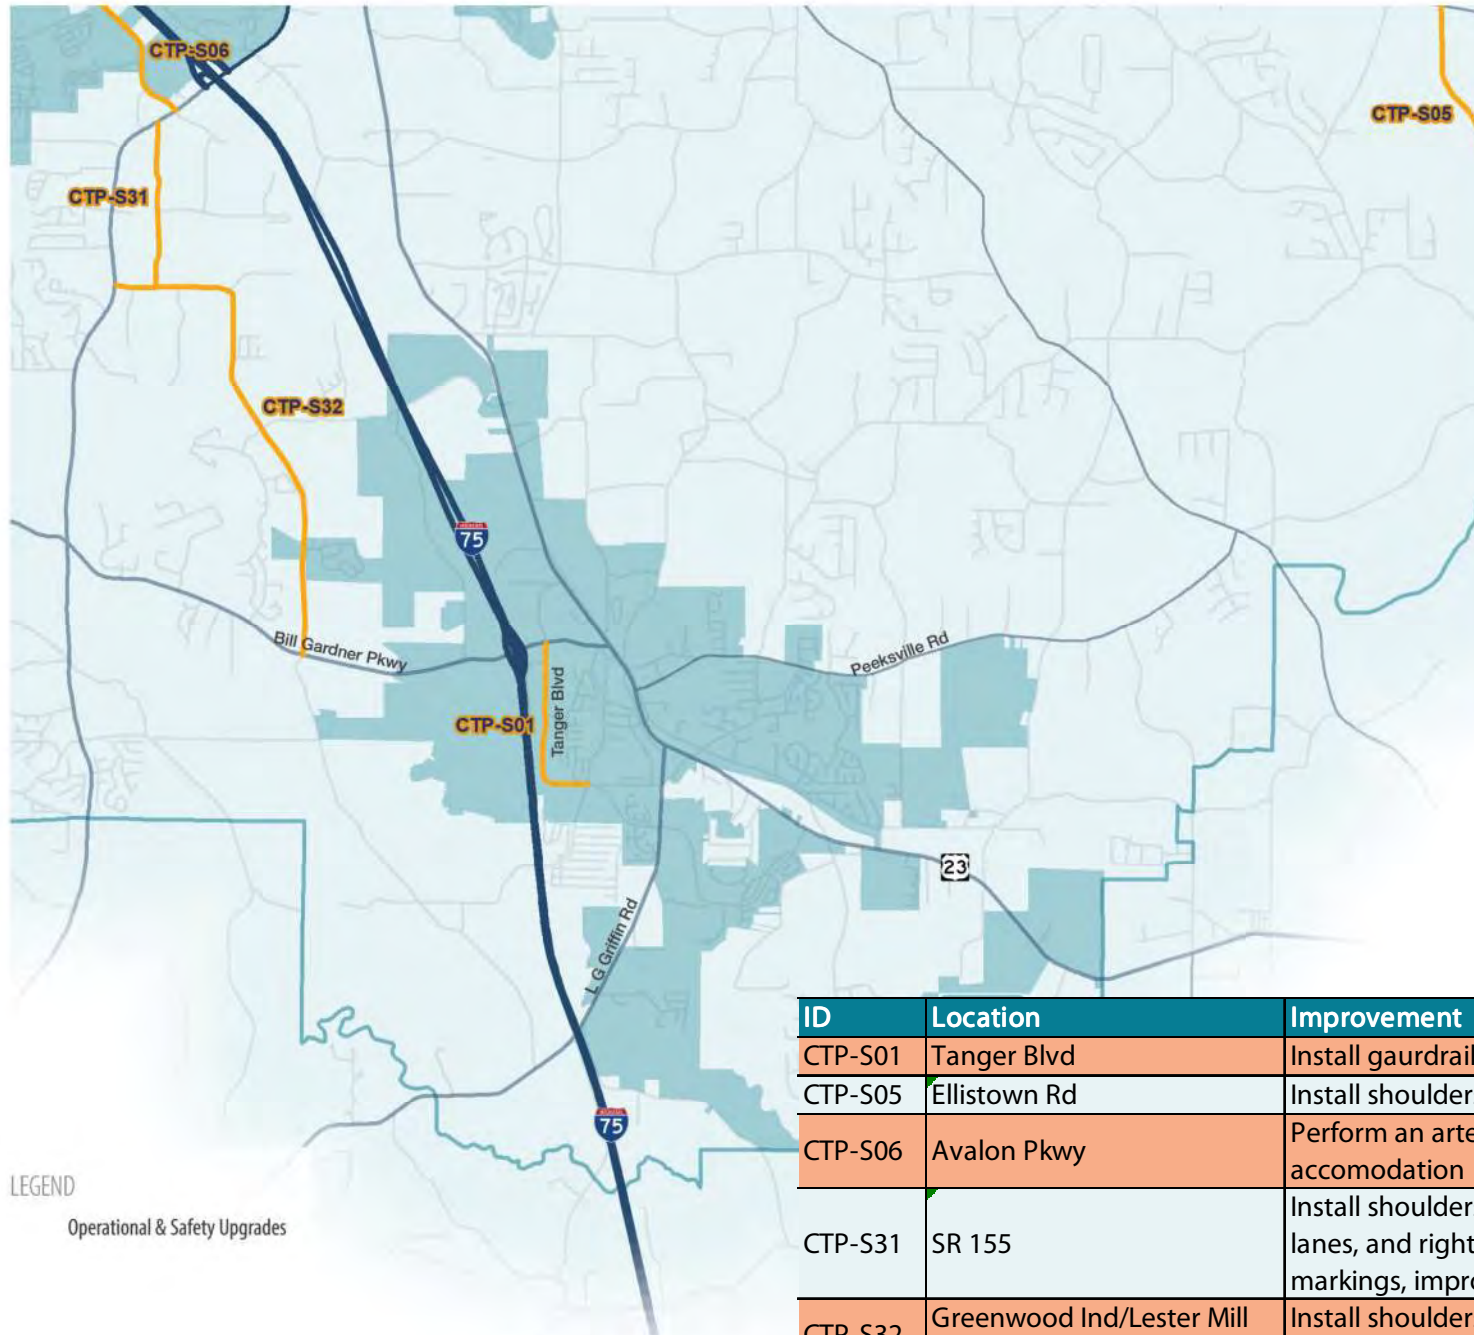 CTP-S06
CTP-S05
CTP-S31
CTP-S32
75
Bill Gardner Pkwy
Peeksville Rd
Tanger Blvd
CTP-S01
23
L G Griffin Rd
75
LEGEND
Operational & Safety Upgrades
ID Location Improvement
CTP-S01 Tanger Blvd Install gaurdrail
CTP-S05 Ellistown Rd Install shoulder
CTP-S06 Avalon Pkwy Perform an arte
accomodation
CTP-S31 SR 155 Install shoulder
lanes, and right
markings, impro
CTP-S32 Greenwood Ind/Lester Mill Install shoulder